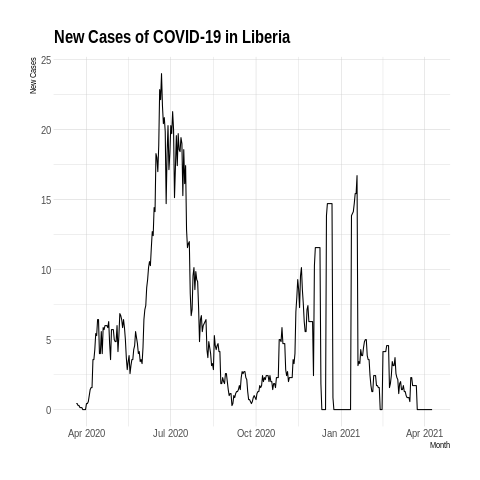 New Cases of COVID-19 in Liberia
New Cases
25
20
15
10
5
0
Apr 2020
Jul 2020
Oct 2020
Jan 2021
Apr 2021
Month